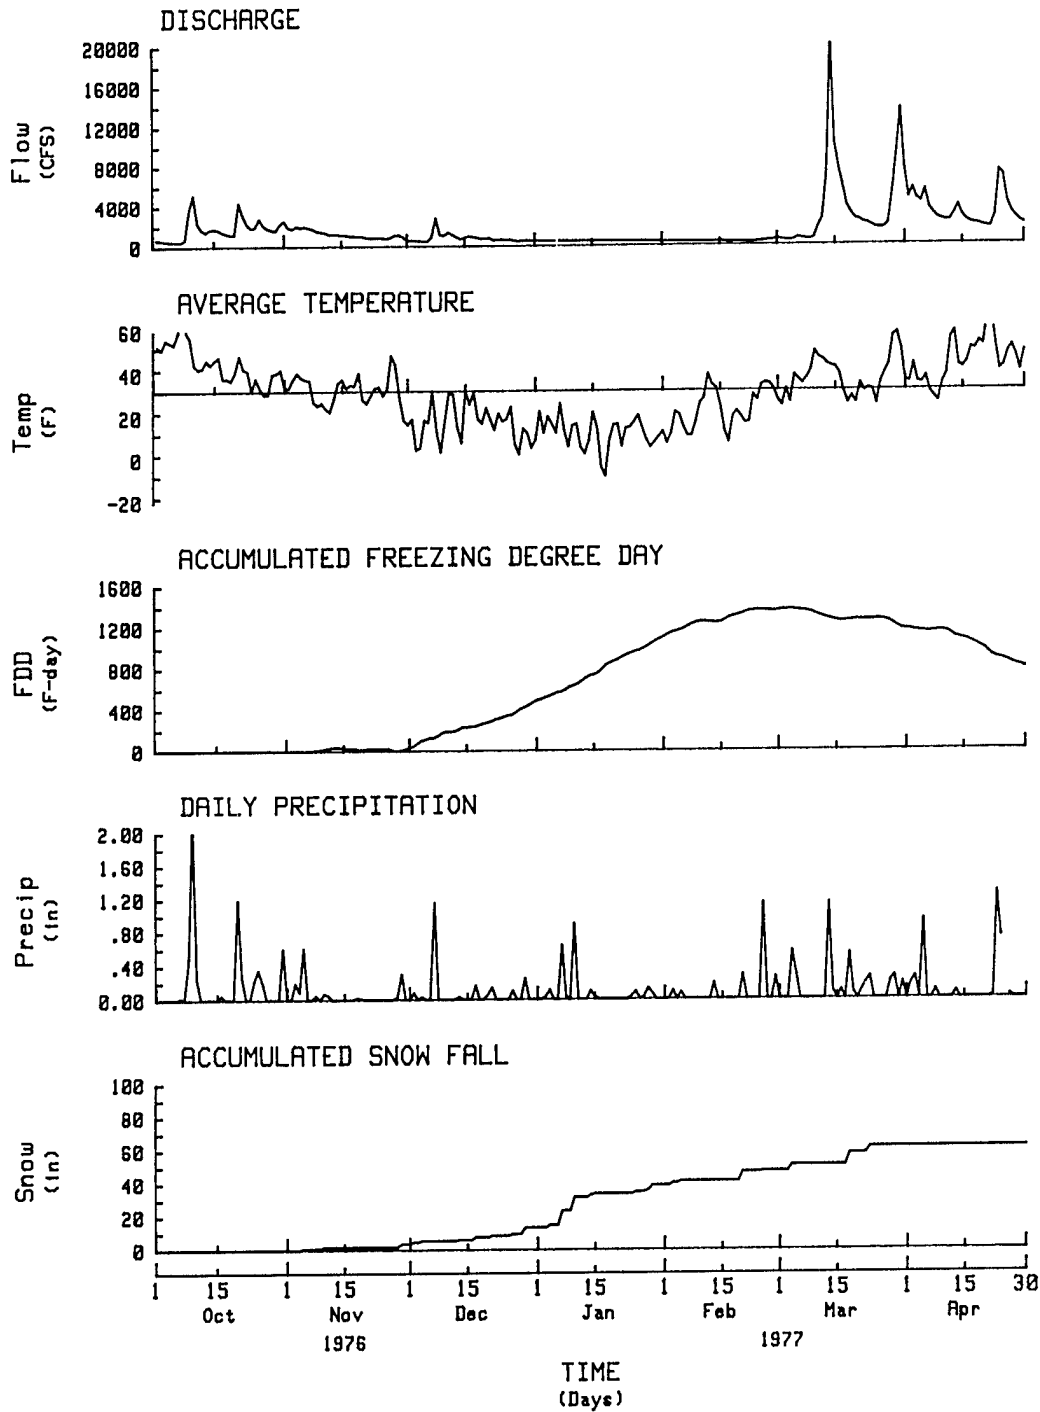 DISCHARGE
20000
16000
12000
8000
4000
0
Flow
(CFS)
AVERAGE TEMPERATURE
60
40
20
0
-20
Temp
(F)
ACCUMULATED FREEZING DEGREE DAY
1600
1200
800
400
0
FDD
(F-day)
DAILY PRECIPITATION
2.00
1.60
1.20
.80
.40
0.00
Precip
(in)
ACCUMULATED SNOW FALL
100
80
60
40
20
0
Snow
(in)
1 15 1 15 1 15 1 15 1 15 1 15 1 15 30
Oct Nov Dec Jan Feb Mar Apr
1976 1977
TIME
(Days)